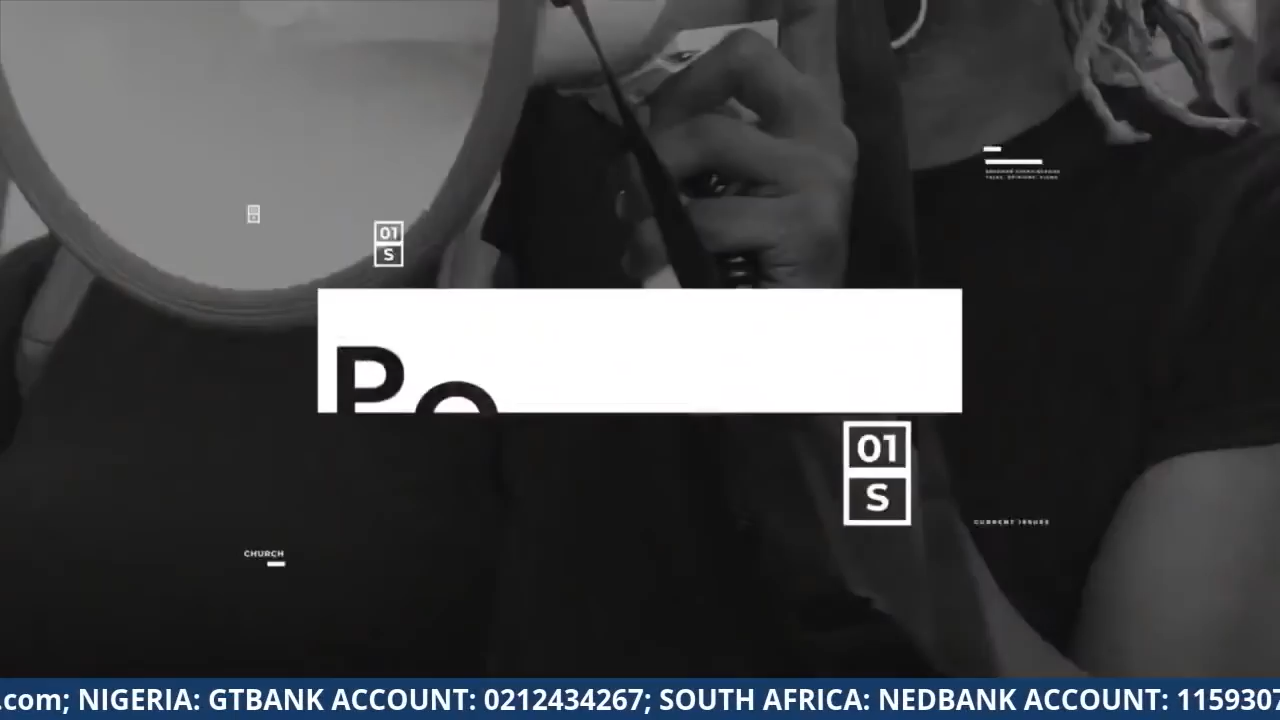 01
S
Po
01
S
CURRENT ISSUES
CHURCH
.com; NIGERIA: GTBANK ACCOUNT: 0212434267; SOUTH AFRICA: NEDBANK ACCOUNT: 1159307